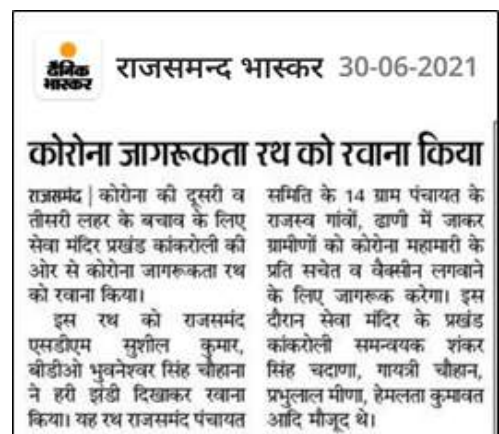 दैनिक
भास्कर
राजसमन्द भास्कर 30-06-2021
कोरोना जागरूकता रथ को रवाना किया
राजसमंद | कोरोना की दूसरी व
तीसरी लहर के बचाव के लिए
सेवा मंदिर प्रखंड कांकरोली की
ओर से कोरोना जागरूकता रथ
को रवाना किया।
इस रथ को राजसमंद
एसडीएम सुशील कुमार,
बीडीओ भुवनेश्वर सिंह चौहाना
ने हरी झंडी दिखाकर रवाना
किया। यह रथ राजसमंद पंचायत
समिति के 14 ग्राम पंचायत के
राजस्व गांवों, ढाणी में जाकर
ग्रामीणों को कोरोना महामारी के
प्रति सचेत व वैक्सीन लगवाने
के लिए जागरूक करेगा। इस
दौरान सेवा मंदिर के प्रखंड
कांकरोली समन्वयक शंकर
सिंह चदाणा, गायत्री चौहान,
प्रभुलाल मीणा, हेमलता कुमावत
आदि मौजूद थे।